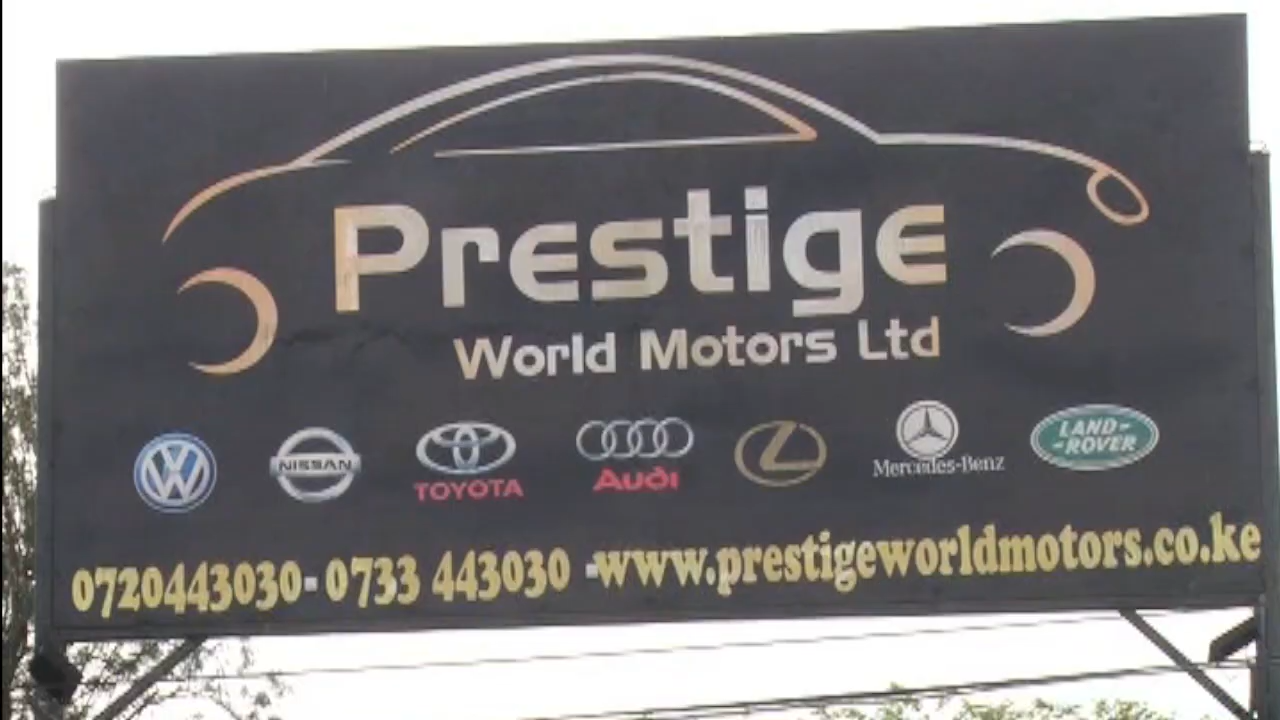 Prestige
World Motors Ltd
NISSAN
TOYOTA
Audi
Mercedes-Benz
LAND-
-ROVER
0720443030-0733 443030 -www.prestigeworldmotors.co.ke